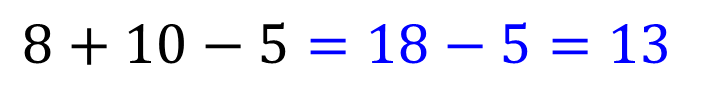 8 + 10 − 5 = 18 − 5 = 13